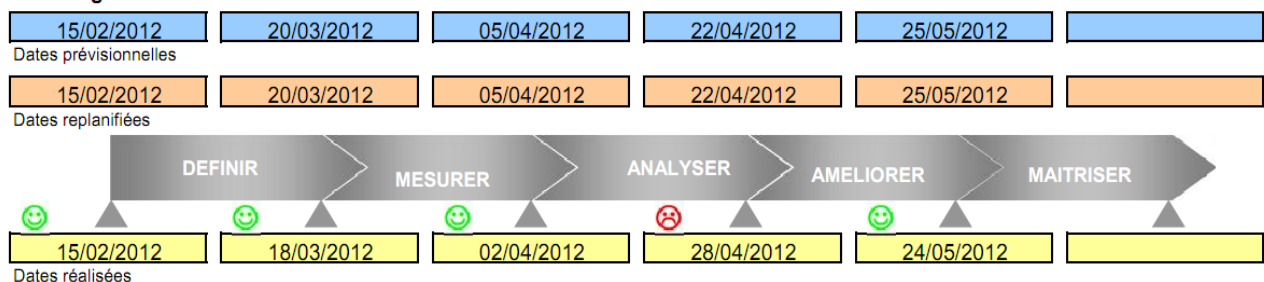 15/02/2012 20/03/2012 05/04/2012 22/04/2012 25/05/2012
Dates prévisionnelles
15/02/2012 20/03/2012 05/04/2012 22/04/2012 25/05/2012
Dates replanifiées
DEFINIR MESURER ANALYSER AMELIORER MAITRISER
15/02/2012 18/03/2012 02/04/2012 28/04/2012 24/05/2012
Dates réalisées